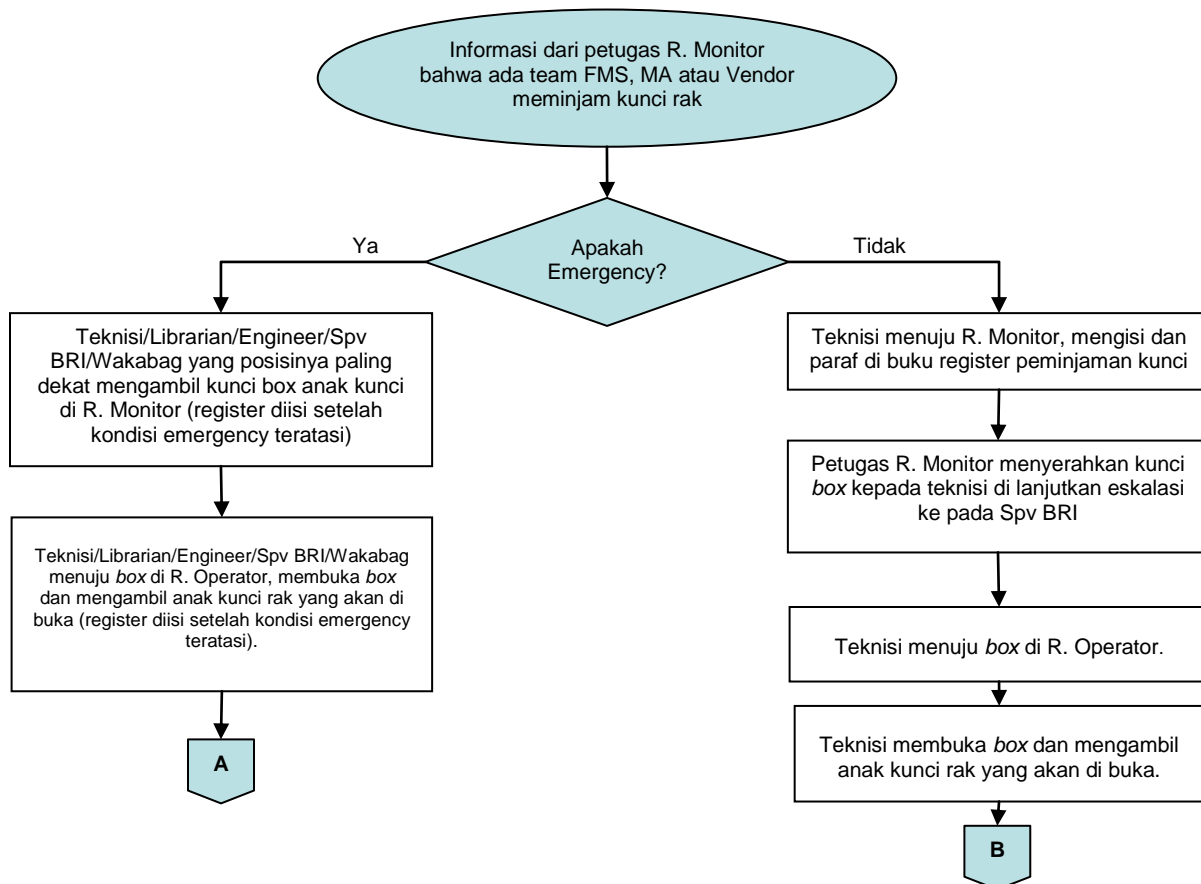 Informasi dari petugas R. Monitor
bahwa ada team FMS, MA atau Vendor
meminjam kunci rak
Apakah
Emergency?
Ya
Tidak
Teknisi/Librarian/Engineer/Spv
BRI/Wakabag yang posisinya paling
dekat mengambil kunci box anak kunci
di R. Monitor (register diisi setelah
kondisi emergency teratasi)
Teknisi/Librarian/Engineer/Spv BRI/Wakabag
menuju box di R. Operator, membuka box
dan mengambil anak kunci rak yang akan di
buka (register diisi setelah kondisi emergency
teratasi).
A
Teknisi menuju R. Monitor, mengisi dan
paraf di buku register peminjaman kunci
Petugas R. Monitor menyerahkan kunci
box kepada teknisi di lanjutkan eskalasi
ke pada Spv BRI
Teknisi menuju box di R. Operator.
Teknisi membuka box dan mengambil
anak kunci rak yang akan di buka.
B